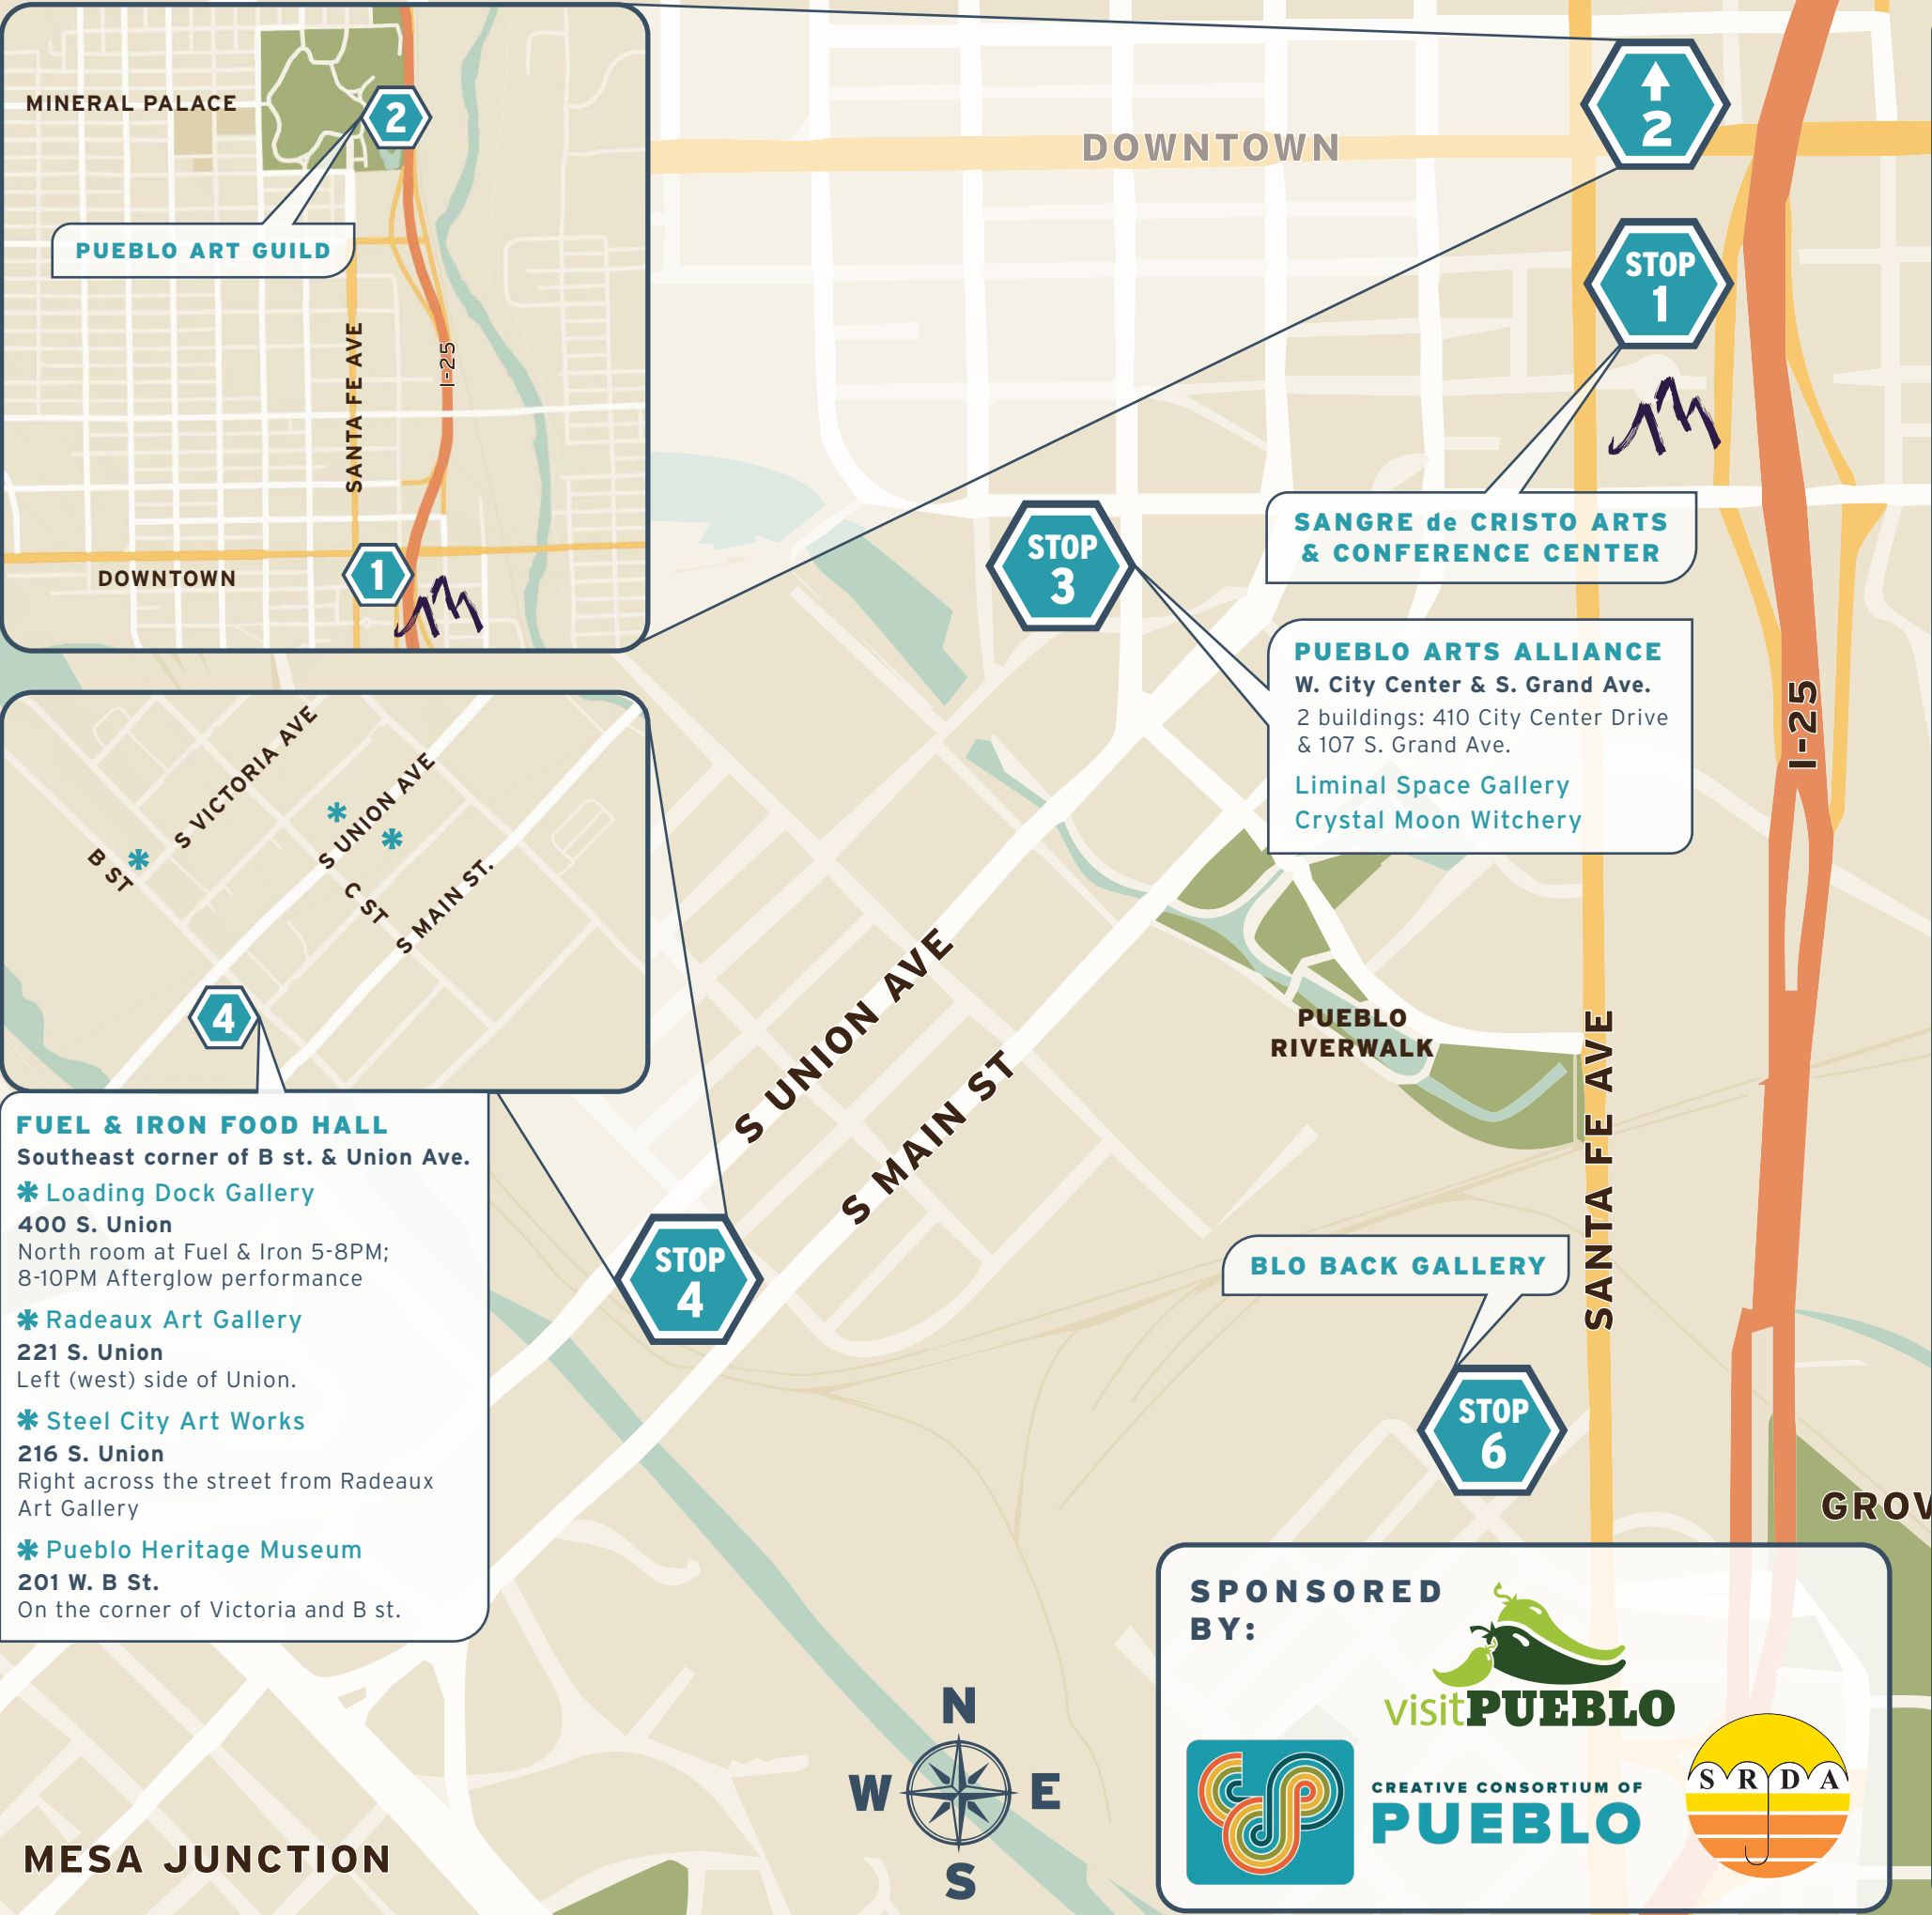 MINERAL PALACE
2
PUEBLO ART GUILD
SANTA FE AVE
I-25
DOWNTOWN
1
DOWNTOWN
2
STOP
1
SANGRE de CRISTO ARTS
& CONFERENCE CENTER
STOP
3
PUEBLO ARTS ALLIANCE
W. City Center & S. Grand Ave.
2 buildings: 410 City Center Drive
& 107 S. Grand Ave.
Liminal Space Gallery
Crystal Moon Witchery
I-25
S VICTORIA AVE
S UNION AVE
B ST
C ST
S MAIN ST.
4
S UNION AVE
S MAIN ST
PUEBLO
RIVERWALK
SANTA FE AVE
FUEL & IRON FOOD HALL
Southeast corner of B st. & Union Ave.
✱ Loading Dock Gallery
400 S. Union
North room at Fuel & Iron 5-8PM;
8-10PM Afterglow performance
✱ Radeaux Art Gallery
221 S. Union
Left (west) side of Union.
✱ Steel City Art Works
216 S. Union
Right across the street from Radeaux
Art Gallery
✱ Pueblo Heritage Museum
201 W. B St.
On the corner of Victoria and B st.
STOP
4
BLO BACK GALLERY
STOP
6
GROV
SPONSORED
BY:
visitPUEBLO
CREATIVE CONSORTIUM OF
PUEBLO
SRDA
N
W E
S
MESA JUNCTION